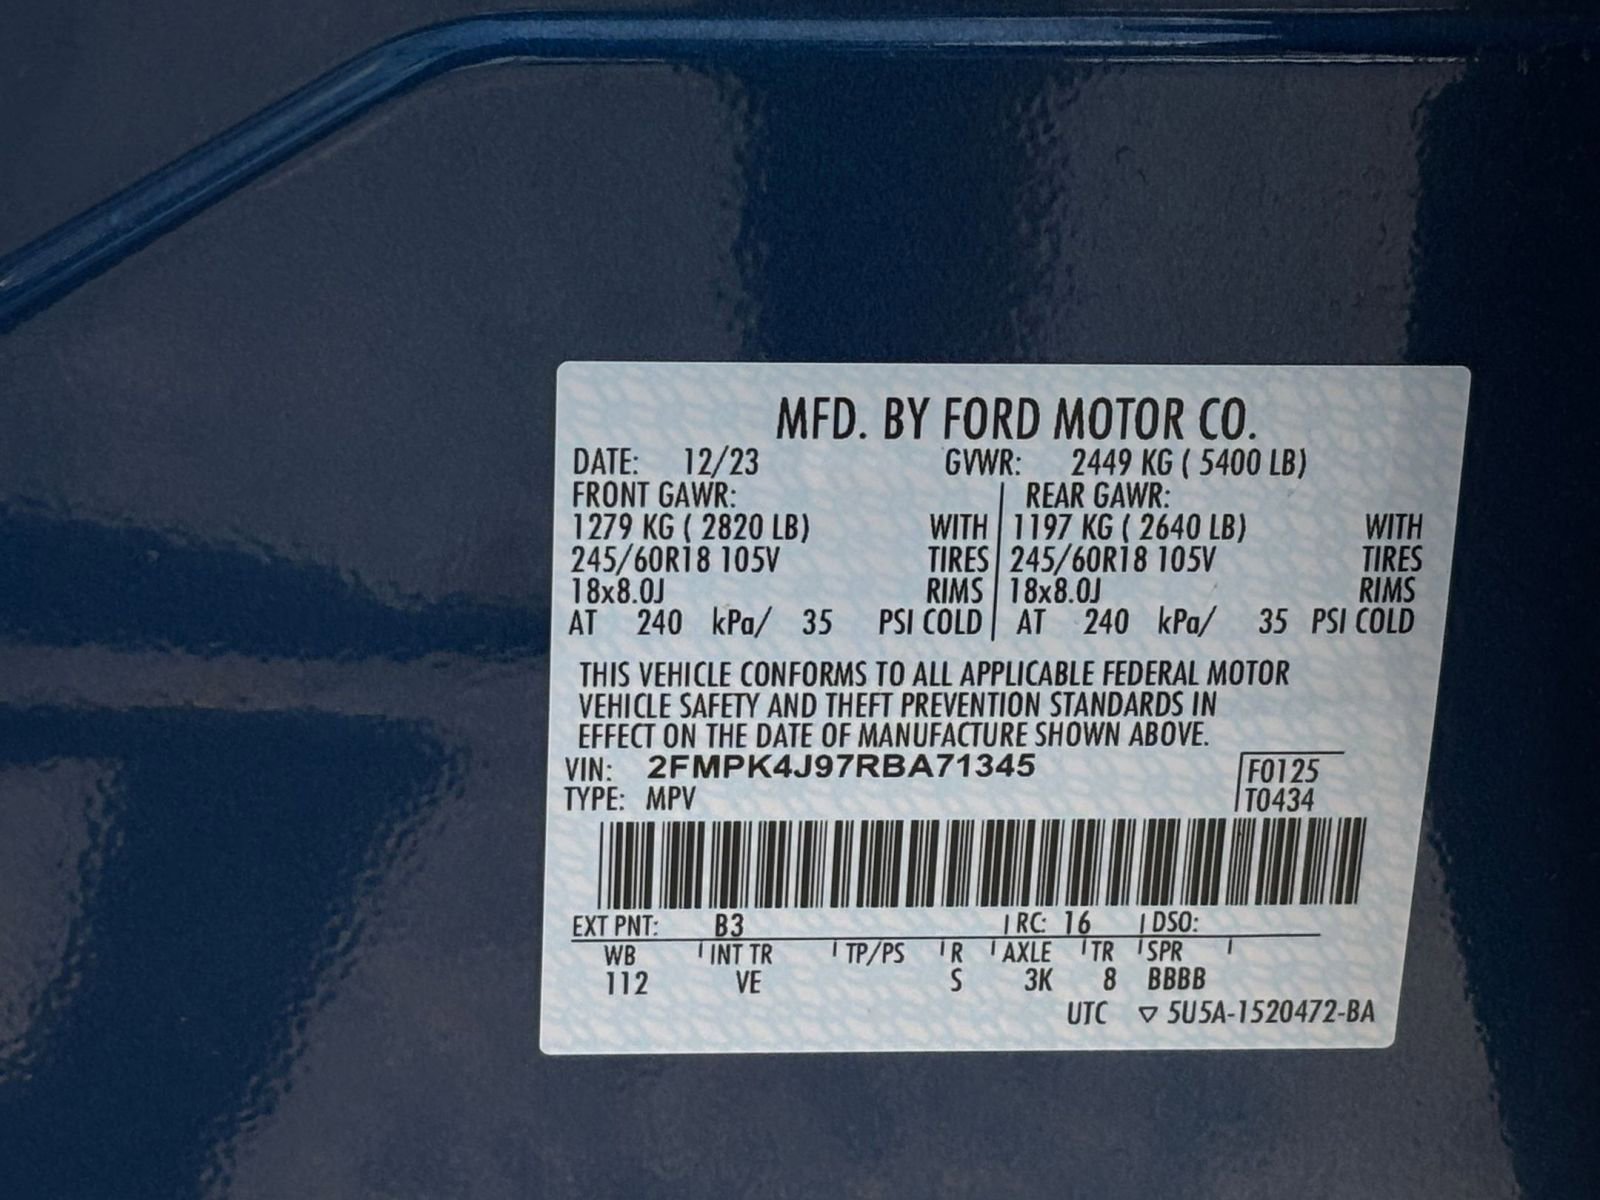 MFD. BY FORD MOTOR CO.
DATE: 12/23 GVWR: 2449 KG ( 5400 LB)
FRONT GAWR: REAR GAWR:
1279 KG ( 2820 LB) WITH 1197 KG ( 2640 LB) WITH
245/60R18 105V TIRES 245/60R18 105V TIRES
18x8.0J RIMS 18x8.0J RIMS
AT 240 kPa/ 35 PSI COLD AT 240 kPa/ 35 PSI COLD
THIS VEHICLE CONFORMS TO ALL APPLICABLE FEDERAL MOTOR
VEHICLE SAFETY AND THEFT PREVENTION STANDARDS IN
EFFECT ON THE DATE OF MANUFACTURE SHOWN ABOVE.
VIN: 2FMPK4J97RBA71345 F0125
TYPE: MPV T0434
EXT PNT: B3 RC: 16 DSO:
WB INT TR TP/PS R AXLE TR SPR
112 VE S 3K 8 BBBB
UTC ▽ 5U5A-1520472-BA